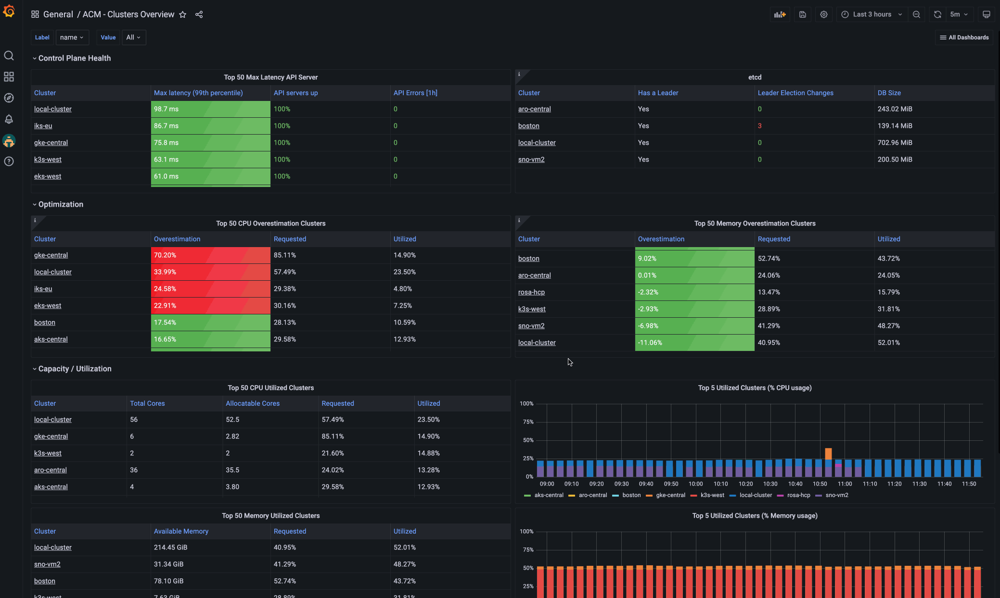 General / ACM - Clusters Overview
Last 3 hours
5m
Label name Value All
All Dashboards
Control Plane Health
Top 50 Max Latency API Server
Cluster Max latency (99th percentile) API servers up API Errors [1h]
local-cluster 98.7 ms 100% 0
iks-eu 86.7 ms 100% 0
gke-central 75.8 ms 100% 0
k3s-west 63.1 ms 100% 0
eks-west 61.0 ms 100% 0
i
etcd
Cluster Has a Leader Leader Election Changes DB Size
aro-central Yes 0 243.02 MiB
boston Yes 3 139.14 MiB
local-cluster Yes 0 702.96 MiB
sno-vm2 Yes 0 200.50 MiB
Optimization
i
Top 50 CPU Overestimation Clusters
Cluster Overestimation Requested Utilized
gke-central 70.20% 85.11% 14.90%
local-cluster 33.99% 57.49% 23.50%
iks-eu 24.58% 29.38% 4.80%
eks-west 22.91% 30.16% 7.25%
boston 17.54% 28.13% 10.59%
aks-central 16.65% 29.58% 12.93%
i
Top 50 Memory Overestimation Clusters
Cluster Overestimation Requested Utilized
boston 9.02% 52.74% 43.72%
aro-central 0.01% 24.06% 24.05%
rosa-hcp -2.32% 13.47% 15.79%
k3s-west -2.93% 28.89% 31.81%
sno-vm2 -6.98% 41.29% 48.27%
local-cluster -11.06% 40.95% 52.01%
Capacity / Utilization
Top 50 CPU Utilized Clusters
Cluster Total Cores Allocatable Cores Requested Utilized
local-cluster 56 52.5 57.49% 23.50%
gke-central 6 2.82 85.11% 14.90%
k3s-west 2 2 21.60% 14.88%
aro-central 36 35.5 24.02% 13.28%
aks-central 4 3.80 29.58% 12.93%
Top 5 Utilized Clusters (% CPU usage)
100%
75%
50%
25%
0%
09:00 09:10 09:20 09:30 09:40 09:50 10:00 10:10 10:20 10:30 10:40 10:50 11:00 11:10 11:20 11:30 11:40 11:50
aks-central aro-central boston gke-central k3s-west local-cluster rosa-hcp sno-vm2
Top 50 Memory Utilized Clusters
Cluster Available Memory Requested Utilized
local-cluster 214.45 GiB 40.95% 52.01%
sno-vm2 31.34 GiB 41.29% 48.27%
boston 78.10 GiB 52.74% 43.72%
k3s-west 7.63 GiB 28.89% 31.81%
Top 5 Utilized Clusters (% Memory usage)
100%
75%
50%
25%